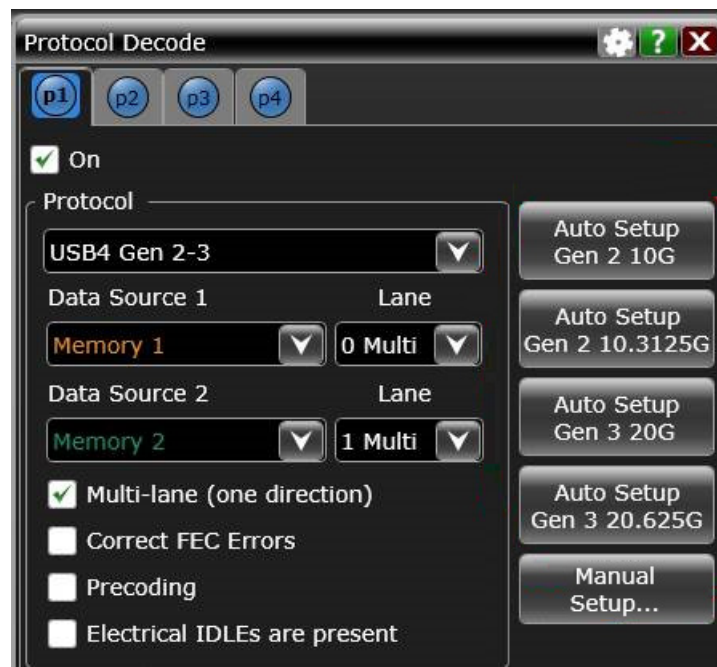 Protocol Decode
?
X
p1
p2
p3
p4
On
Protocol
USB4 Gen 2-3
Data Source 1
Lane
Memory 1
0 Multi
Data Source 2
Lane
Memory 2
1 Multi
Multi-lane (one direction)
Correct FEC Errors
Precoding
Electrical IDLEs are present
Auto Setup
Gen 2 10G
Auto Setup
Gen 2 10.3125G
Auto Setup
Gen 3 20G
Auto Setup
Gen 3 20.625G
Manual
Setup...